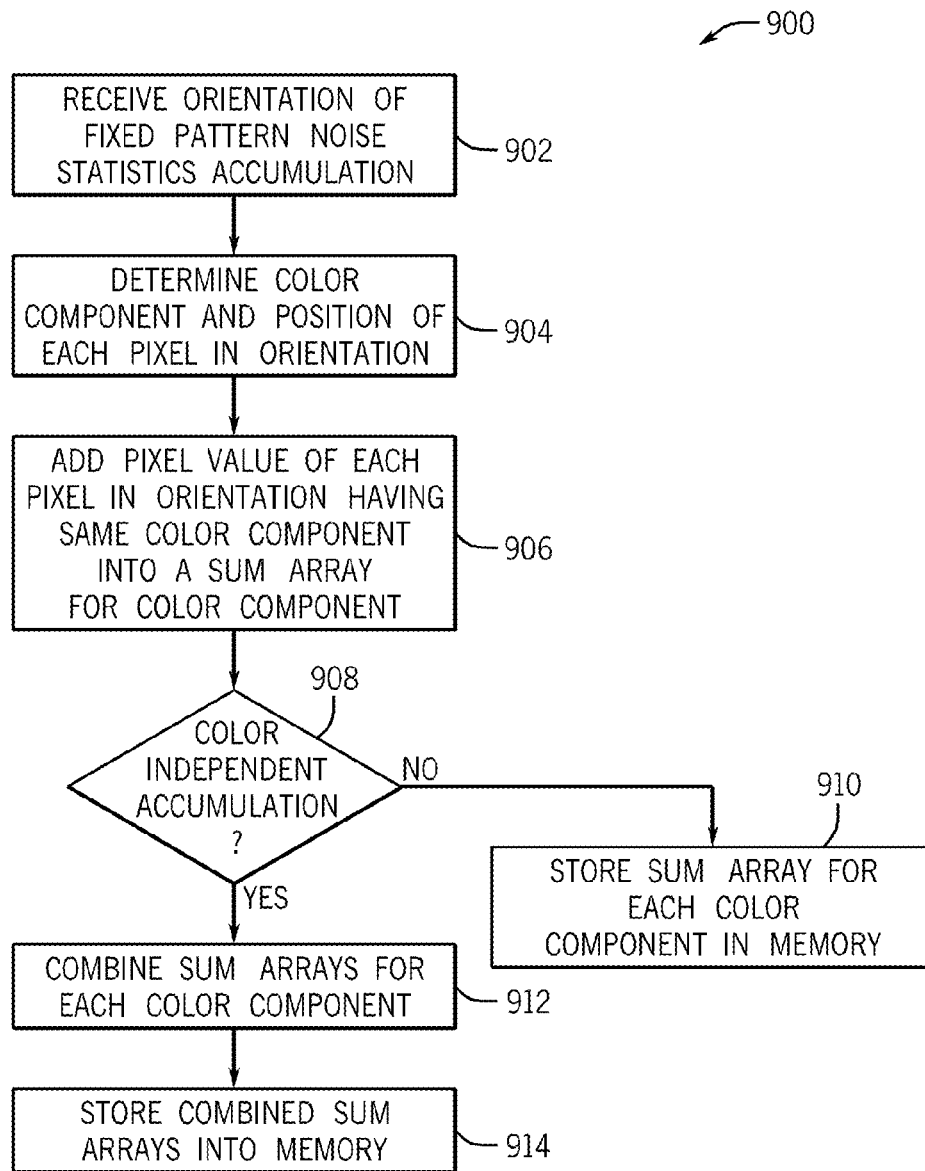 900
RECEIVE ORIENTATION OF
FIXED PATTERN NOISE
STATISTICS ACCUMULATION
902
DETERMINE COLOR
COMPONENT AND POSITION OF
EACH PIXEL IN ORIENTATION
904
ADD PIXEL VALUE OF EACH
PIXEL IN ORIENTATION HAVING
SAME COLOR COMPONENT
INTO A SUM ARRAY
FOR COLOR COMPONENT
906
908
COLOR
INDEPENDENT
ACCUMULATION
?
NO
YES
910
STORE SUM ARRAY FOR
EACH COLOR
COMPONENT IN MEMORY
COMBINE SUM ARRAYS FOR
EACH COLOR COMPONENT
912
STORE COMBINED SUM
ARRAYS INTO MEMORY
914